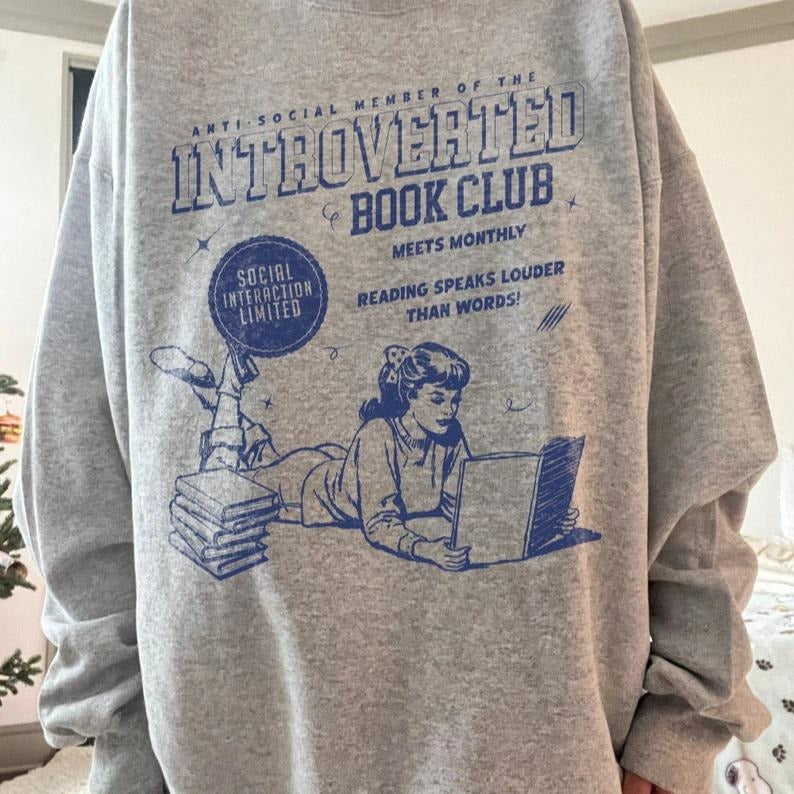 ANTI-SOCIAL MEMBER OF THE
INTROVERTED
BOOK CLUB
MEETS MONTHLY
SOCIAL
INTERACTION
LIMITED
READING SPEAKS LOUDER
THAN WORDS!